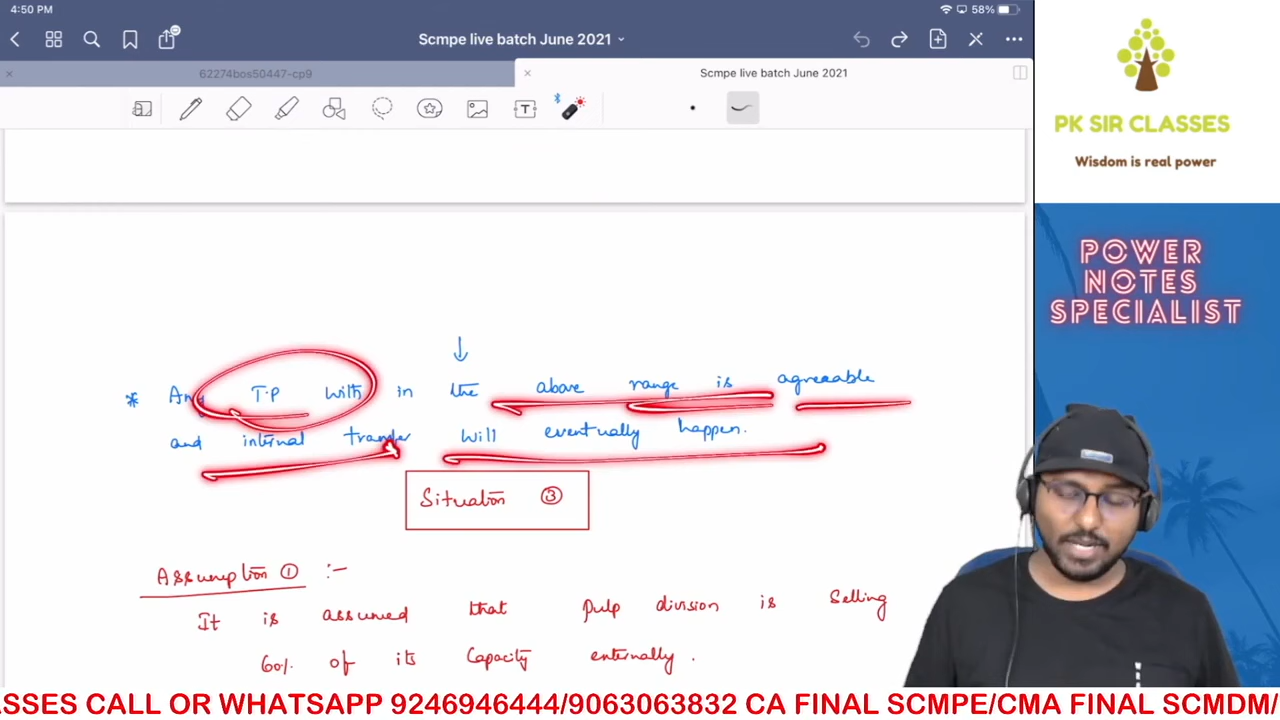 4:50 PM
58%
Scmpe live batch June 2021
62274bos50447-cp9
Scmpe live batch June 2021
T
PK SIR CLASSES
Wisdom is real power
POWER
NOTES
SPECIALIST
* Any T.P with in the above range is agreeable
and internal transfer will eventually happen.
Situation ③
Assumption ① :-
It is assumed that pulp division is selling
60% of its capacity externally.
ASSES CALL OR WHATSAPP 9246946444/9063063832 CA FINAL SCMPE/CMA FINAL SCMDM/